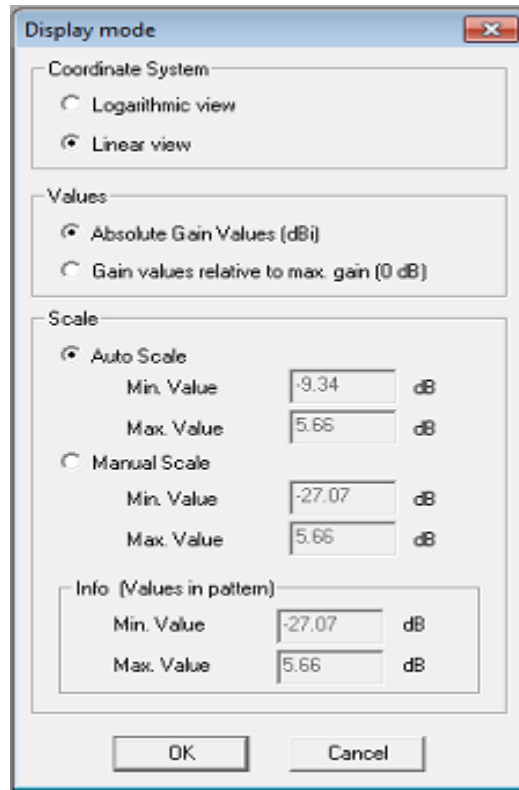 Display mode
Coordinate System
Logarithmic view
Linear view
Values
Absolute Gain Values (dBi)
Gain values relative to max. gain (0 dB)
Scale
Auto Scale
Min. Value -9.34 dB
Max. Value 5.66 dB
Manual Scale
Min. Value -27.07 dB
Max. Value 5.66 dB
Info (Values in pattern)
Min. Value -27.07 dB
Max. Value 5.66 dB
OK Cancel